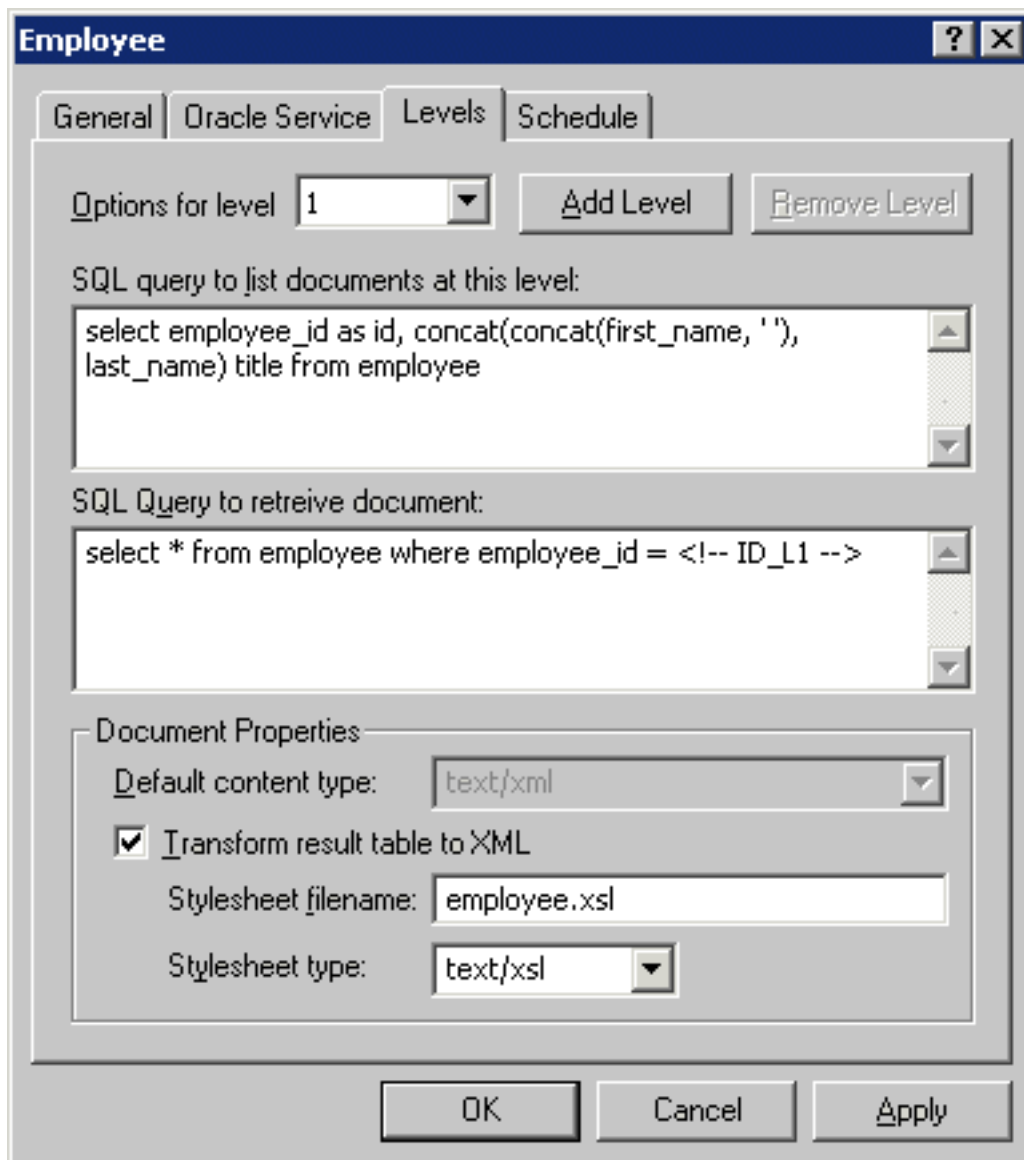 Employee
General Oracle Service Levels Schedule
Options for level 1 Add Level Remove Level
SQL query to list documents at this level:
select employee_id as id, concat(concat(first_name, ' '),
last_name) title from employee
SQL Query to retreive document:
select * from employee where employee_id = <!-- ID_L1 -->
Document Properties
Default content type: text/xml
Transform result table to XML
Stylesheet filename: employee.xsl
Stylesheet type: text/xsl
OK Cancel Apply